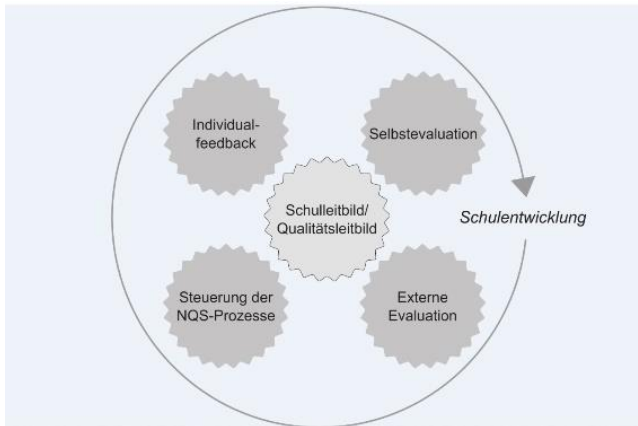 Individual-
feedback
Selbstevaluation
Schulleitbild/
Qualitätsleitbild
Schulentwicklung
Steuerung der
NQS-Prozesse
Externe
Evaluation